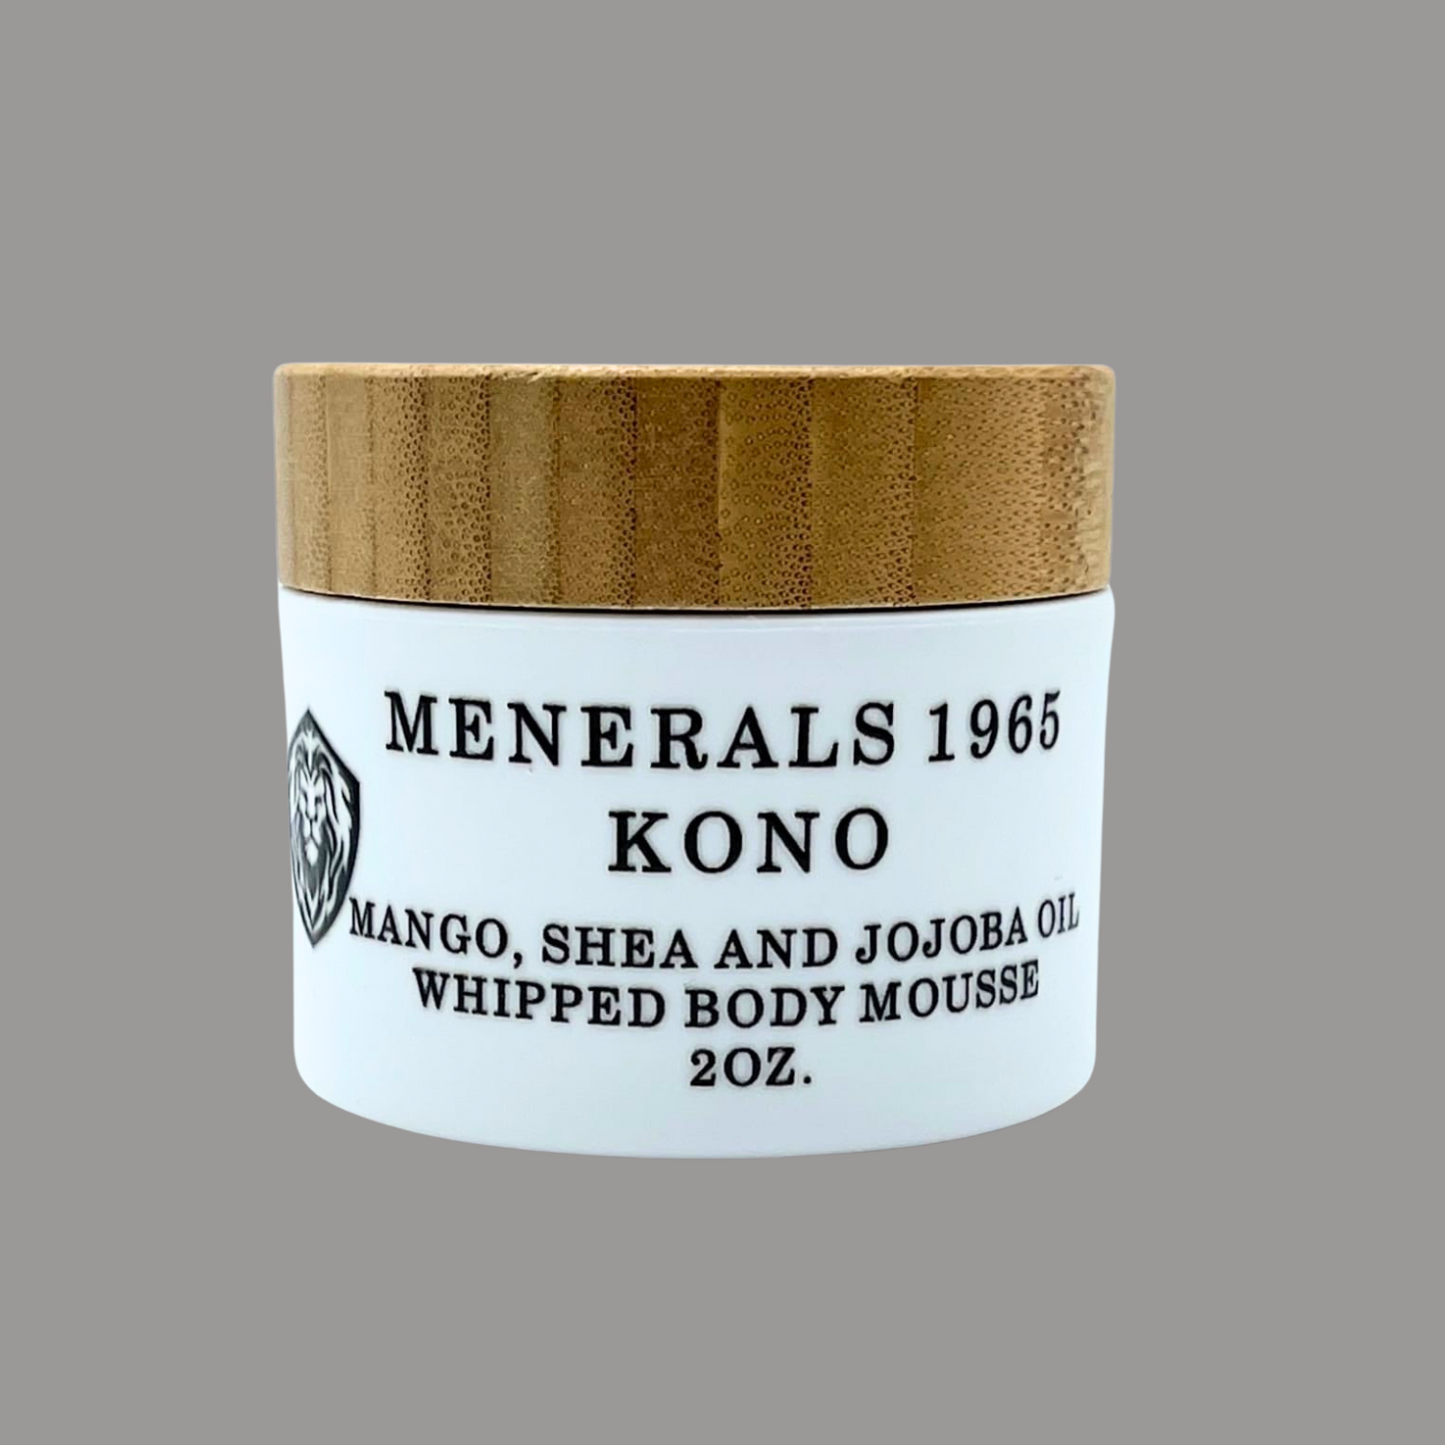 MENERALS 1965
KONO
MANGO, SHEA AND JOJOBA OIL
WHIPPED BODY MOUSSE
2OZ.